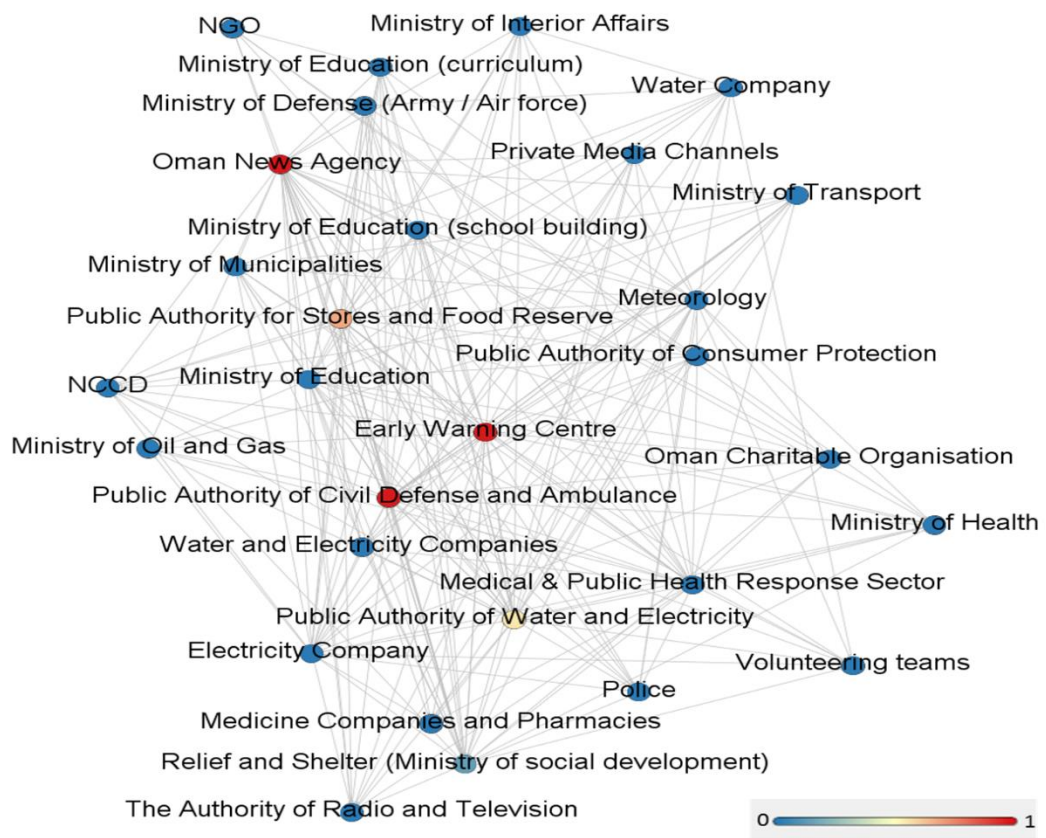 NGO
Ministry of Interior Affairs
Ministry of Education (curriculum)
Water Company
Ministry of Defense (Army / Air force)
Oman News Agency
Private Media Channels
Ministry of Transport
Ministry of Education (school building)
Ministry of Municipalities
Meteorology
Public Authority for Stores and Food Reserve
Public Authority of Consumer Protection
NCCD
Ministry of Education
Early Warning Centre
Ministry of Oil and Gas
Oman Charitable Organisation
Public Authority of Civil Defense and Ambulance
Ministry of Health
Water and Electricity Companies
Medical & Public Health Response Sector
Public Authority of Water and Electricity
Electricity Company
Volunteering teams
Police
Medicine Companies and Pharmacies
Relief and Shelter (Ministry of social development)
The Authority of Radio and Television
0 1